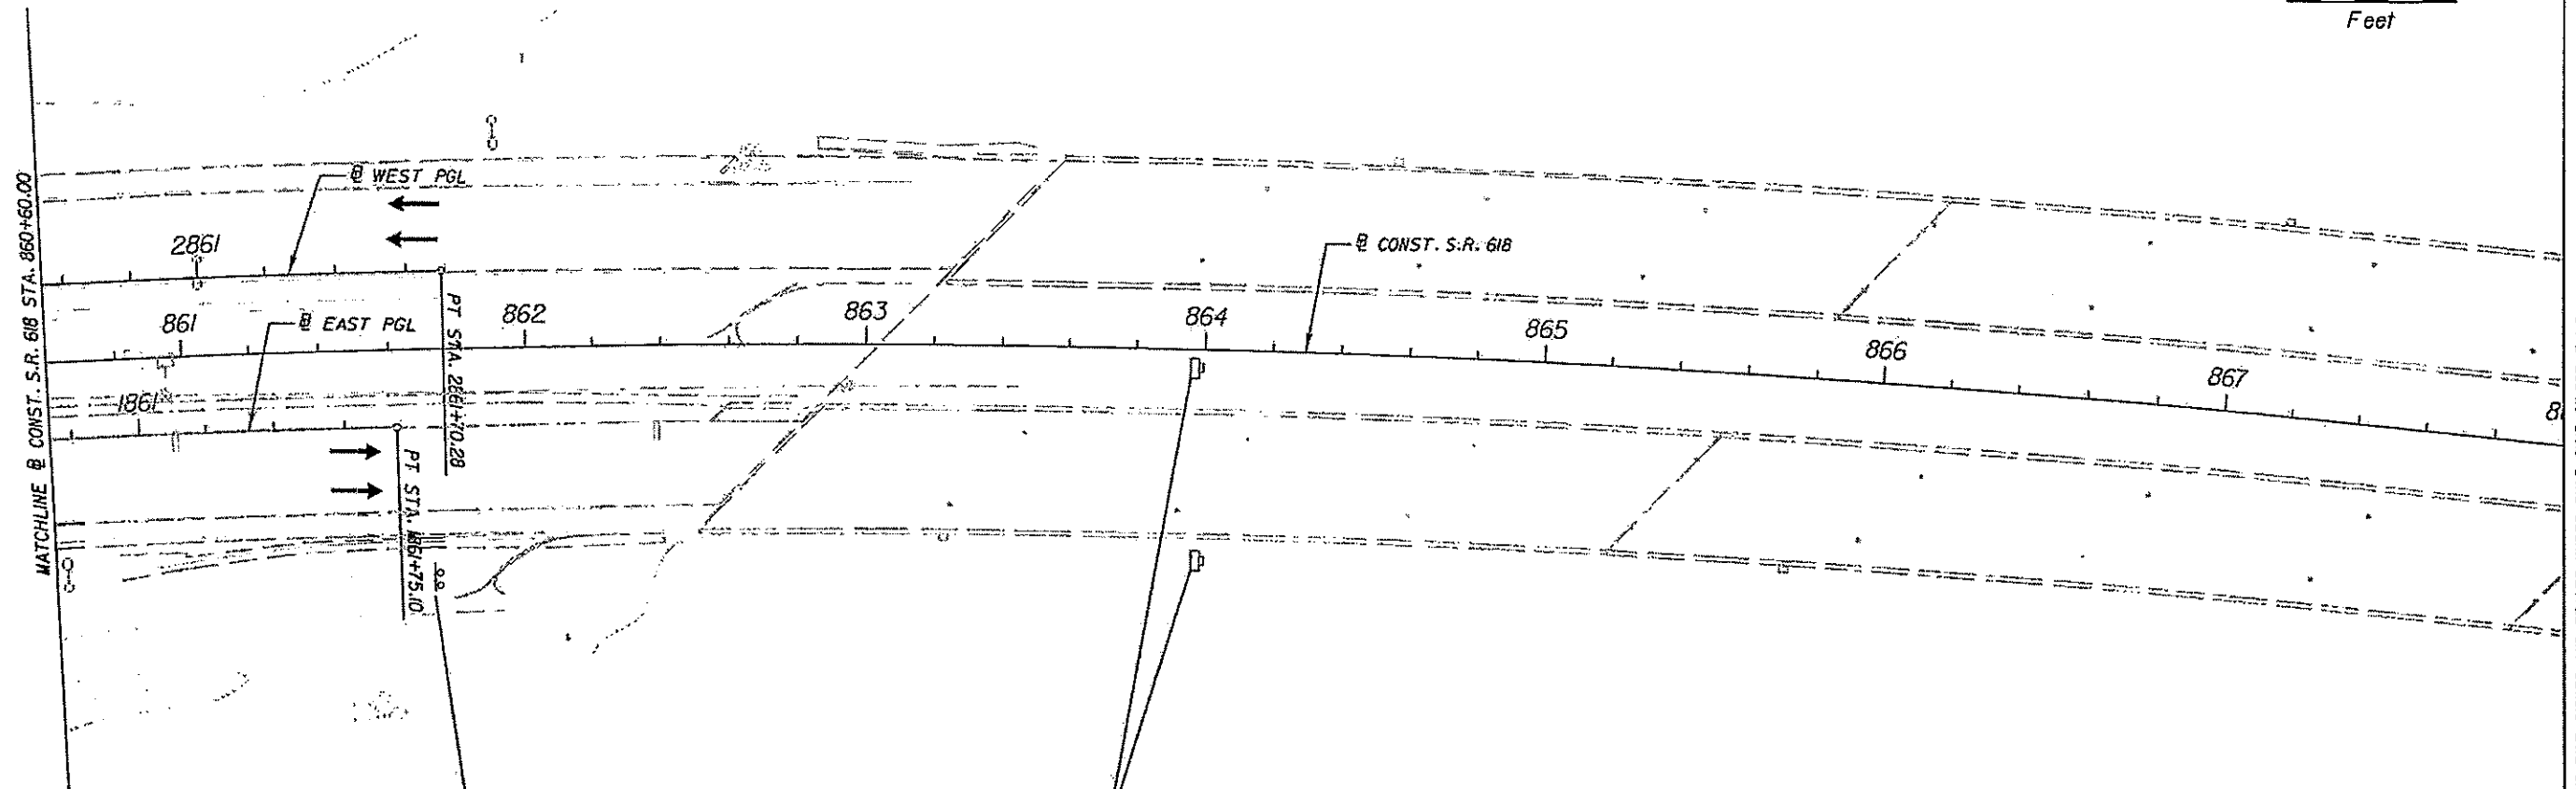 Feet
MATCHLINE ℄ CONST. S.R. 618 STA. 860+60.00
℄ WEST PGL
2861
℄ CONST. S.R. 618
861
℄ EAST PGL
862
863
864
865
866
867
1861
PT STA. 2861+70.28
PT STA. 1861+75.10